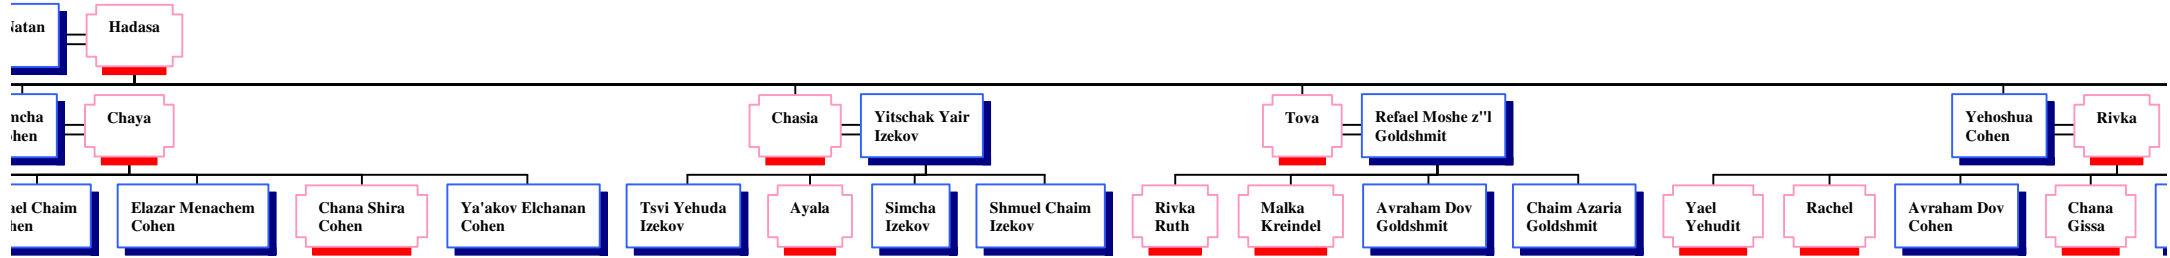 Hadasa
Chaya
Chasia
Yitschak Yair
Izekov
Tova
Refael Moshe z"l
Goldshmit
Yehoshua
Cohen
Rivka
Chaim
Elazar Menachem
Cohen
Chana Shira
Cohen
Ya'akov Elchanan
Cohen
Tsvi Yehuda
Izekov
Ayala
Simcha
Izekov
Shmuel Chaim
Izekov
Rivka
Ruth
Malka
Kreindel
Avraham Dov
Goldshmit
Chaim Azaria
Goldshmit
Yael
Yehudit
Rachel
Avraham Dov
Cohen
Chana
Gissa